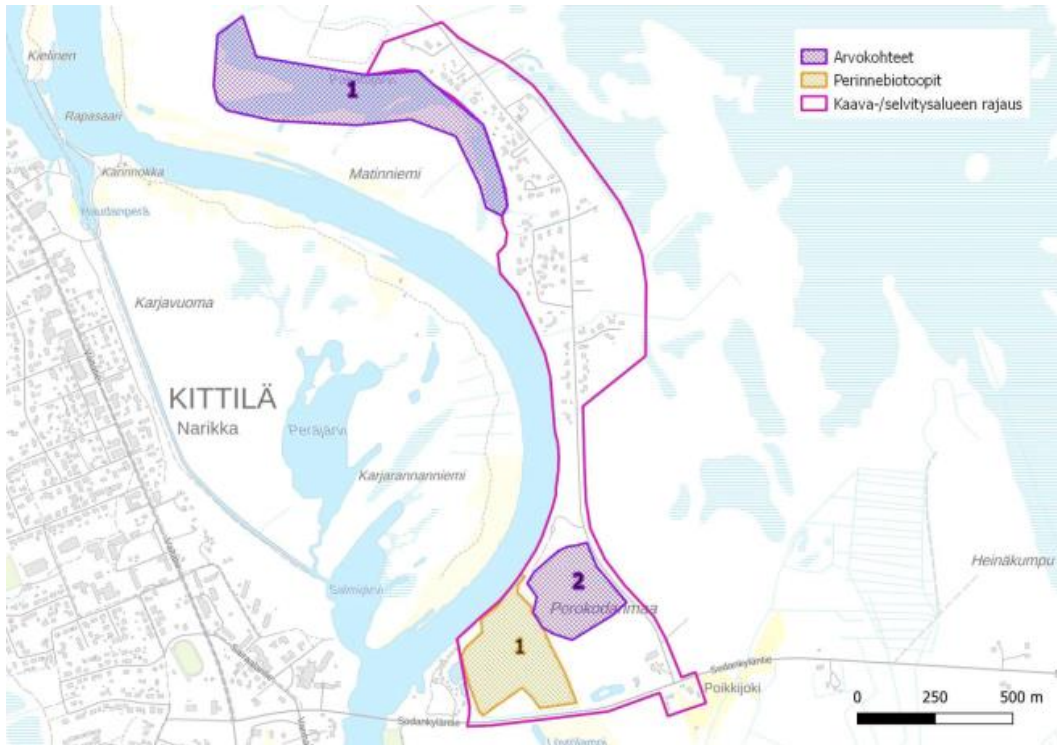 Kielinen
Rapasaari
Karinnokka
Matinniemi
Karjavuoma
KITTILÄ
Narikka
Peräjärvi
Karjarannanniemi
1
2
Porokodanmaa
1
Heinäkumpu
Sodankyläntie
Poikkijoki
Sodankyläntie
Arvokohteet
Perinnebiotoopit
Kaava-/selvitysalueen rajaus
0 250 500 m